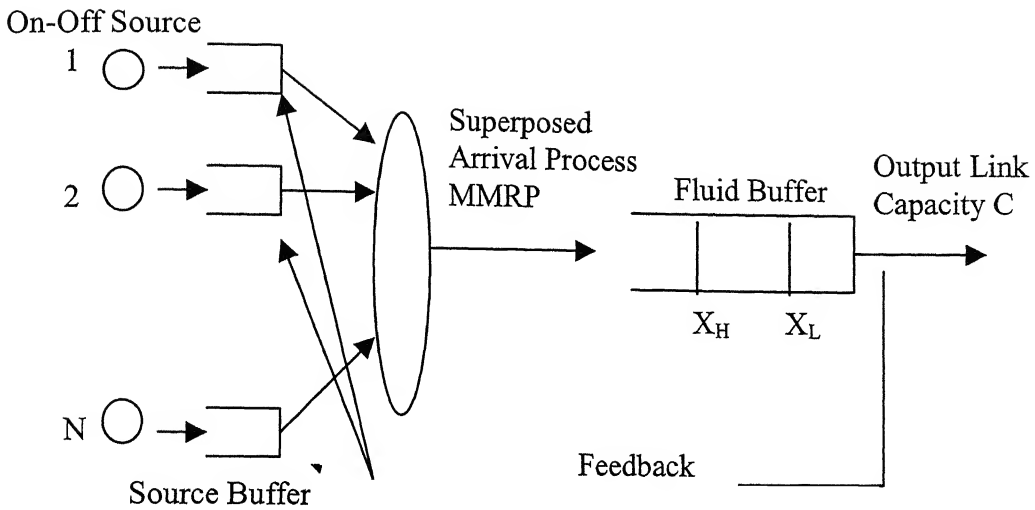 On-Off Source
1
2
N
Source Buffer
Superposed
Arrival Process
MMRP
Fluid Buffer
X_H
X_L
Output Link
Capacity C
Feedback